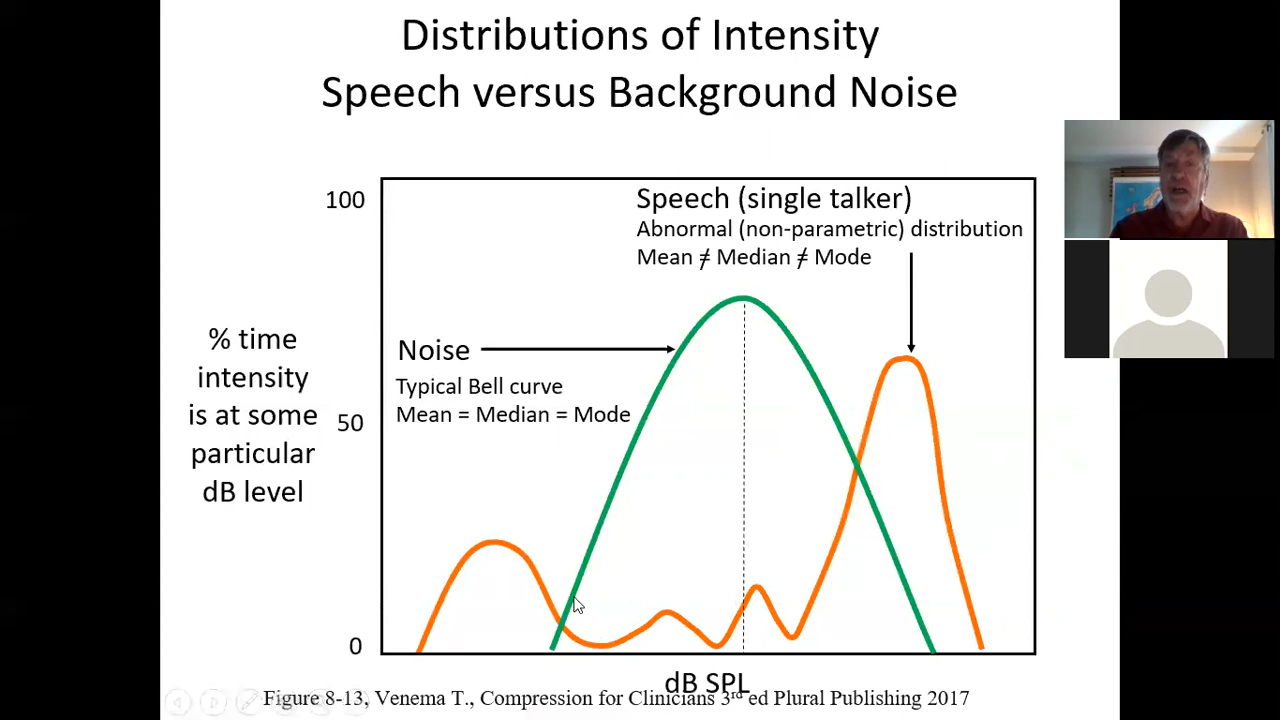 Distributions of Intensity
Speech versus Background Noise
100
Speech (single talker)
Abnormal (non-parametric) distribution
Mean ≠ Median ≠ Mode
% time
intensity
is at some
particular
dB level
Noise
Typical Bell curve
Mean = Median = Mode
50
0
dB SPL
Figure 8-13, Venema T., Compression for Clinicians 3rd ed Plural Publishing 2017